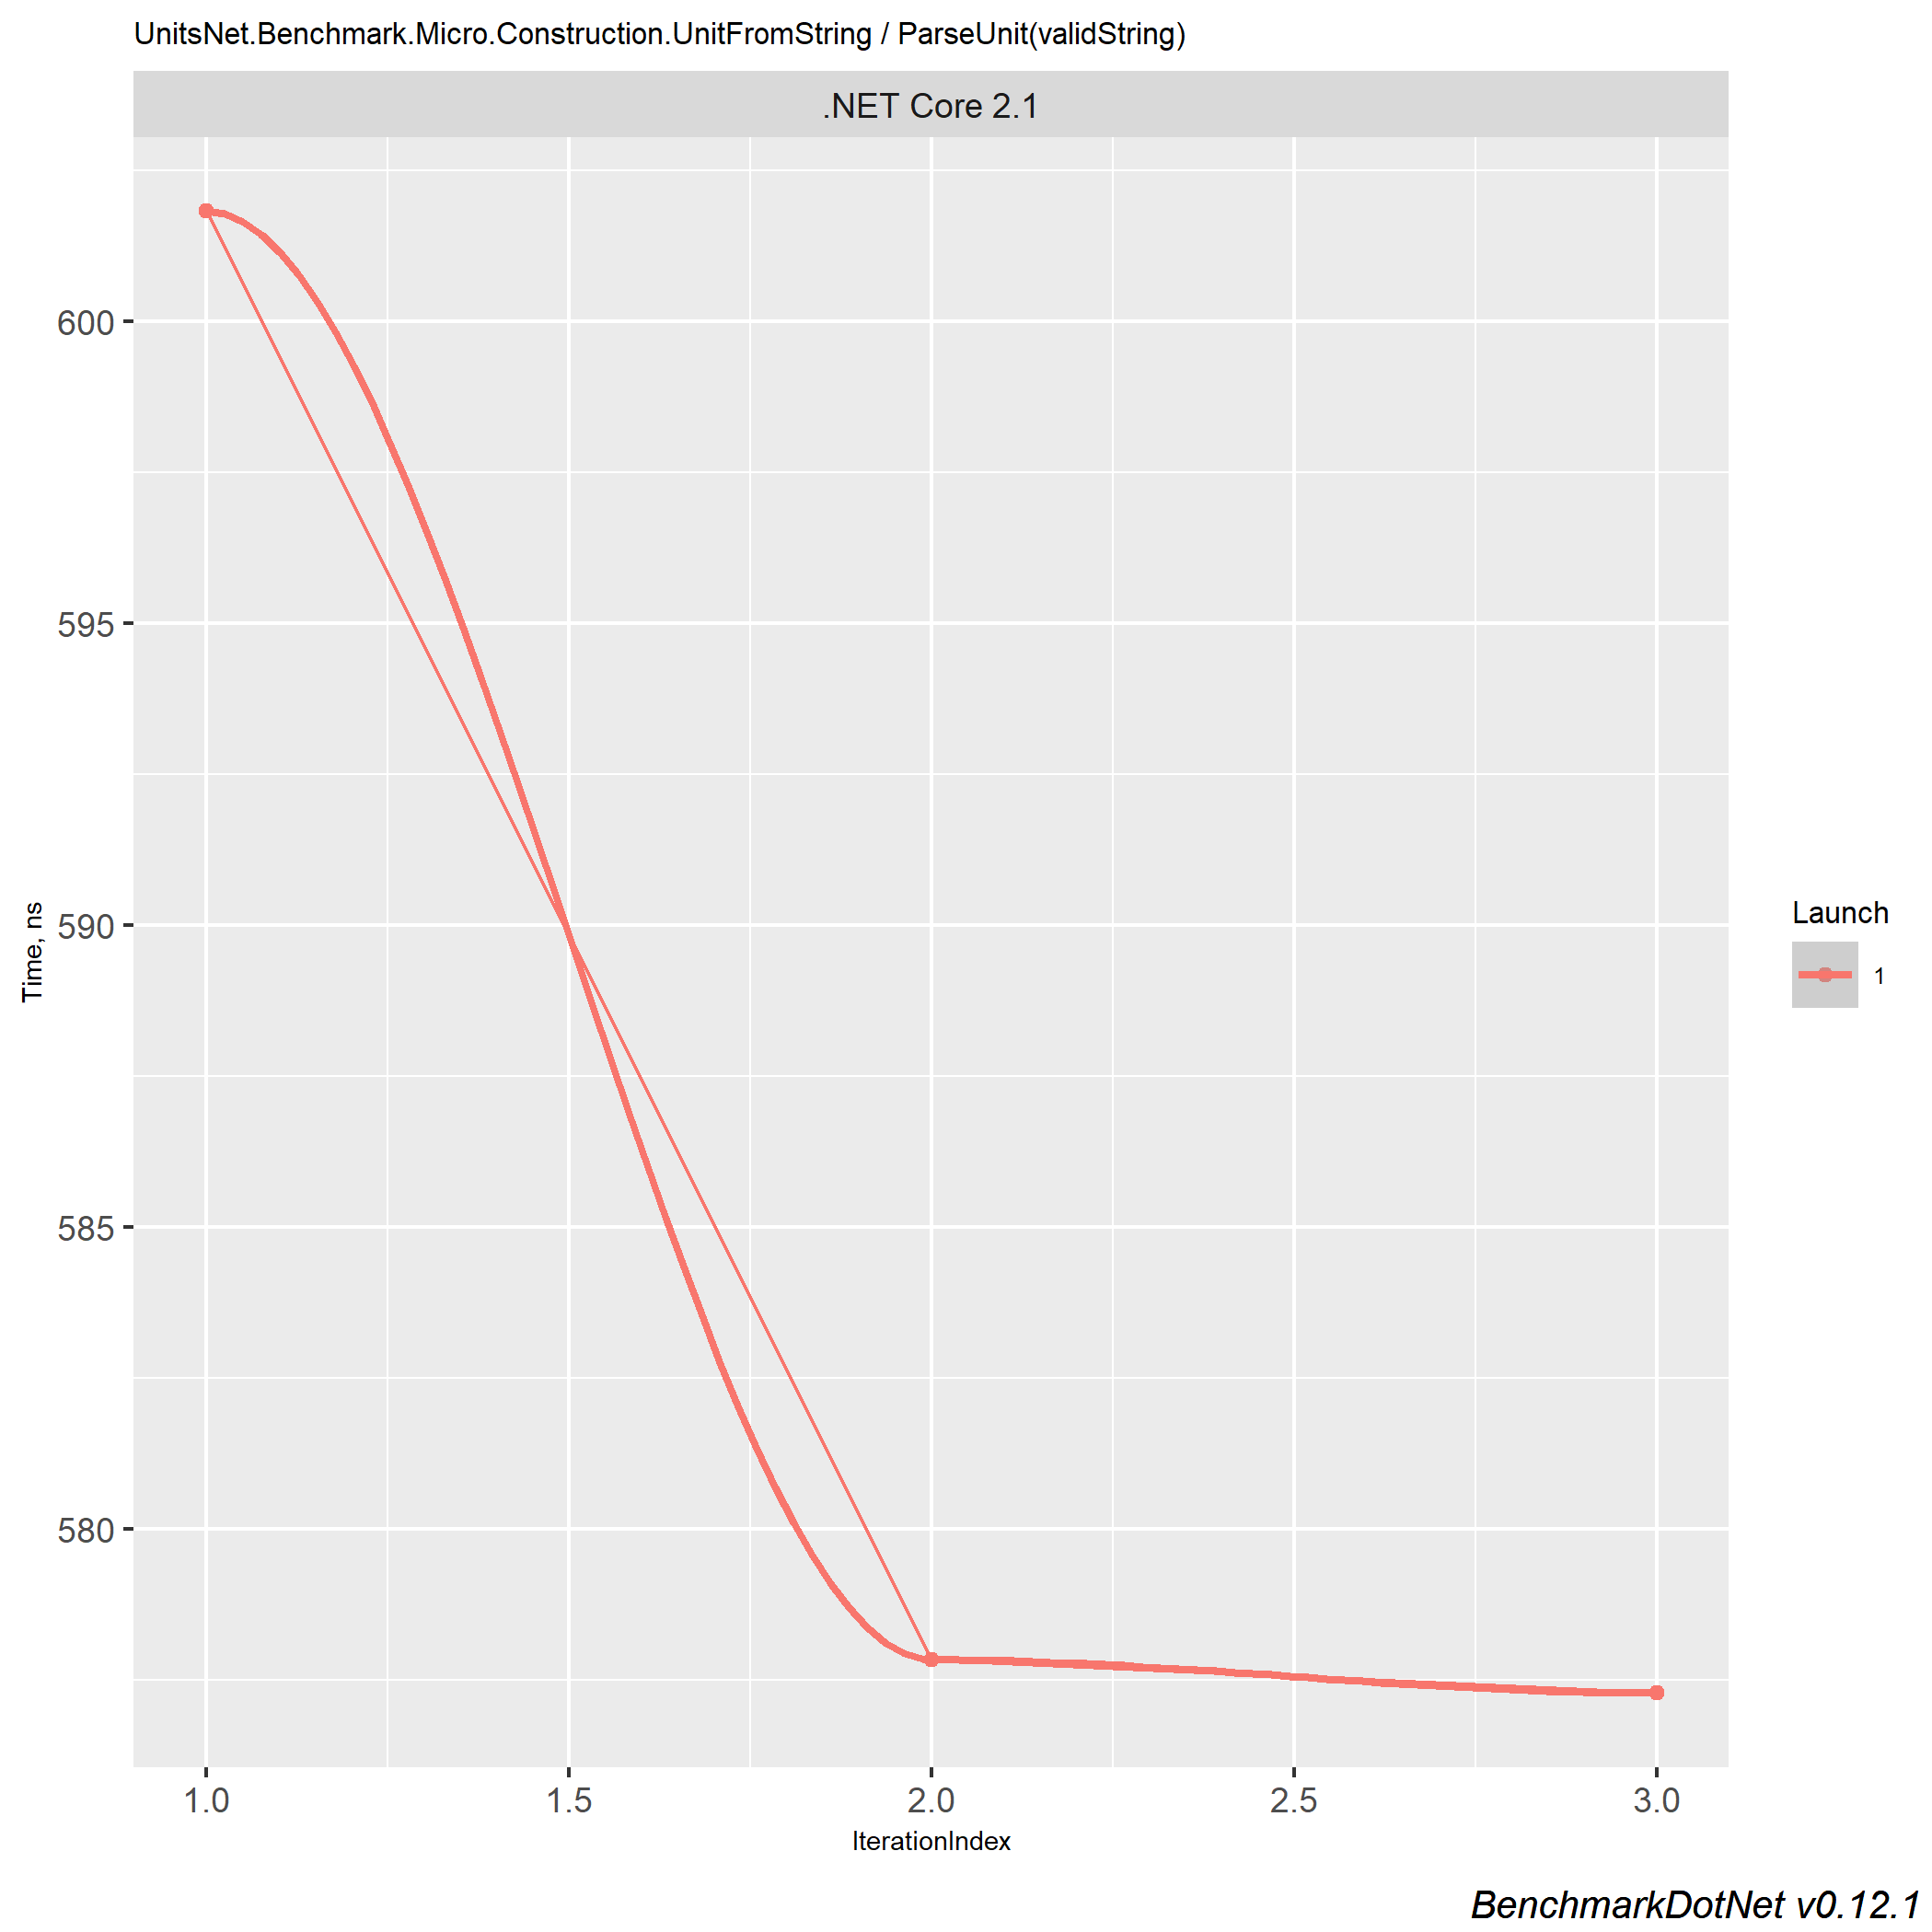 UnitsNet.Benchmark.Micro.Construction.UnitFromString / ParseUnit(validString)
.NET Core 2.1
600
595
590
585
580
Time, ns
1.0
1.5
2.0
2.5
3.0
IterationIndex
Launch
1
BenchmarkDotNet v0.12.1